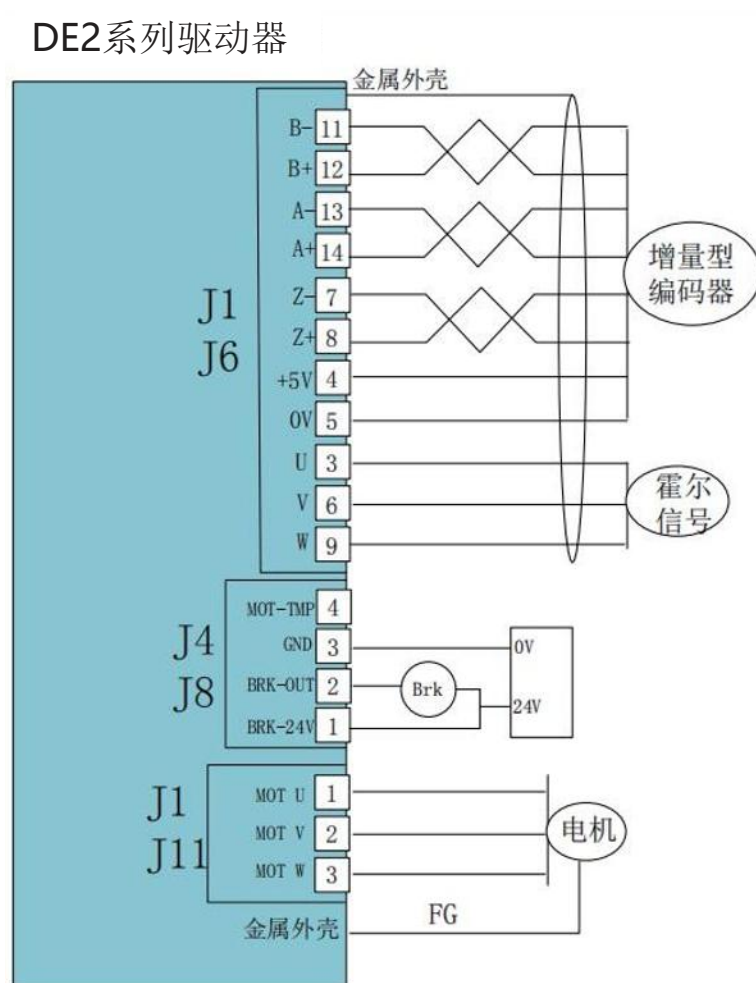 DE2系列驱动器
金属外壳
B- 11
B+ 12
A- 13
A+ 14
Z- 7
Z+ 8
+5V 4
0V 5
U 3
V 6
W 9
J1
J6
增量型
编码器
霍尔
信号
MOT-TMP 4
GND 3
BRK-OUT 2
BRK-24V 1
J4
J8
Brk
0V
24V
MOT U 1
MOT V 2
MOT W 3
J1
J11
电机
金属外壳
FG